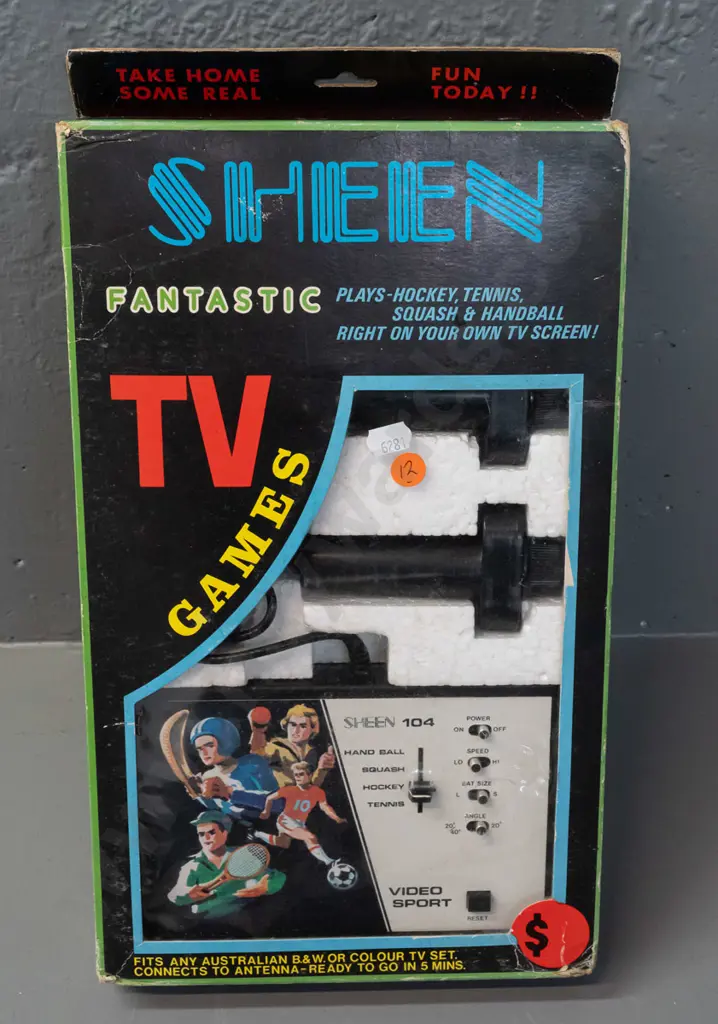 TAKE HOME
SOME REAL
FUN
TODAY !!
SHEEN
FANTASTIC
PLAYS-HOCKEY, TENNIS,
SQUASH & HANDBALL
RIGHT ON YOUR OWN TV SCREEN!
TV
GAMES
6281
12
SHEEN 104
HAND BALL
SQUASH
HOCKEY
TENNIS
POWER
ON OFF
SPEED
LO HI
BAT SIZE
L S
ANGLE
20°/40° 20°
10
VIDEO
SPORT
RESET
$
FITS ANY AUSTRALIAN B.&W. OR COLOUR TV SET.
CONNECTS TO ANTENNA-READY TO GO IN 5 MINS.